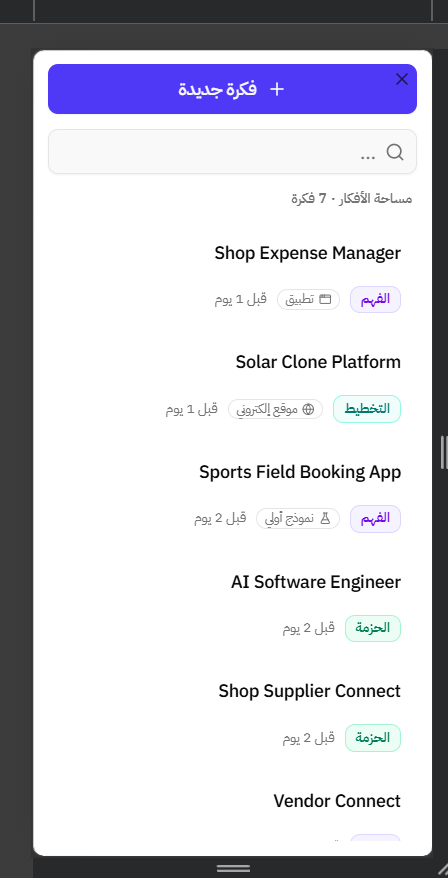 فكرة جديدة
...
مساحة الأفكار · 7 فكرة
Shop Expense Manager
الفهم تطبيق قبل 1 يوم
Solar Clone Platform
التخطيط موقع إلكتروني قبل 1 يوم
Sports Field Booking App
الفهم نموذج أولي قبل 2 يوم
AI Software Engineer
الحزمة قبل 2 يوم
Shop Supplier Connect
الحزمة قبل 2 يوم
Vendor Connect